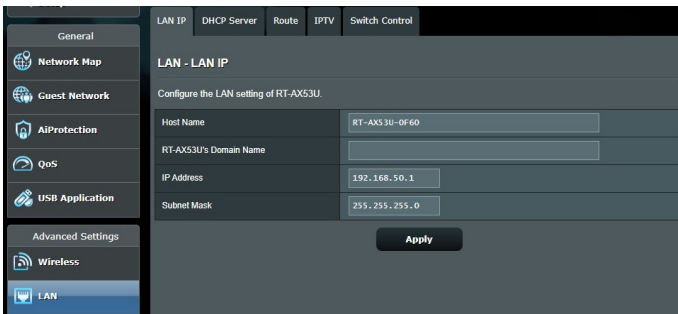 General
Network Map
Guest Network
AiProtection
QoS
USB Application
Advanced Settings
Wireless
LAN
LAN IP DHCP Server Route IPTV Switch Control
LAN - LAN IP
Configure the LAN setting of RT-AX53U.
Host Name RT-AX53U-0F60
RT-AX53U's Domain Name
IP Address 192.168.50.1
Subnet Mask 255.255.255.0
Apply